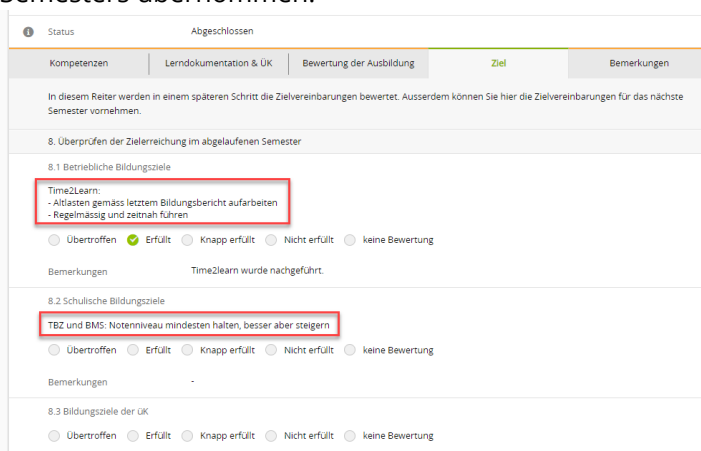 Semesters übernommen.
Status Abgeschlossen
Kompetenzen Lerndokumentation & ÜK Bewertung der Ausbildung Ziel Bemerkungen
In diesem Reiter werden in einem späteren Schritt die Zielvereinbarungen bewertet. Ausserdem können Sie hier die Zielvereinbarungen für das nächste
Semester vornehmen.
8. Überprüfen der Zielerreichung im abgelaufenen Semester
8.1 Betriebliche Bildungsziele
Time2Learn:
- Altlasten gemäss letztem Bildungsbericht aufarbeiten
- Regelmässig und zeitnah führen
Übertroffen Erfüllt Knapp erfüllt Nicht erfüllt keine Bewertung
Bemerkungen Time2learn wurde nachgeführt.
8.2 Schulische Bildungsziele
TBZ und BMS: Notenniveau mindesten halten, besser aber steigern
Übertroffen Erfüllt Knapp erfüllt Nicht erfüllt keine Bewertung
Bemerkungen -
8.3 Bildungsziele der üK
Übertroffen Erfüllt Knapp erfüllt Nicht erfüllt keine Bewertung